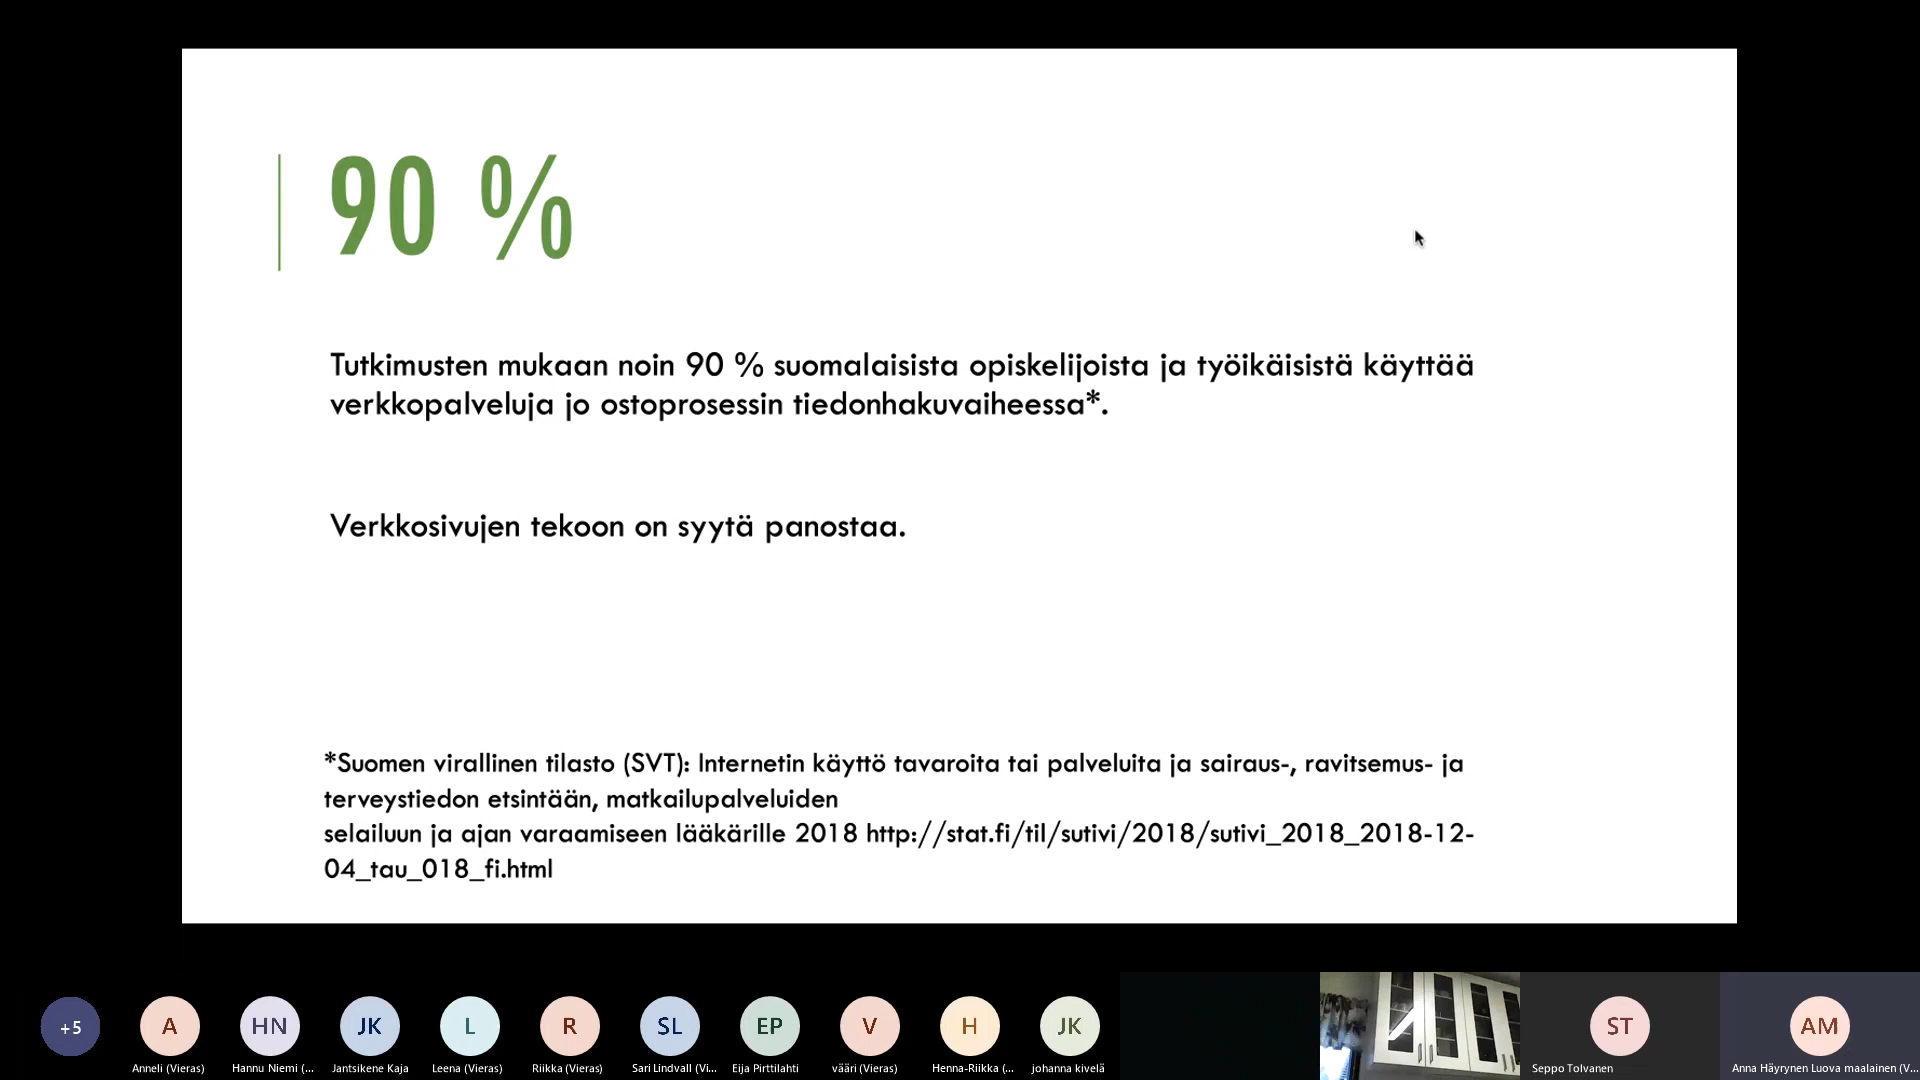 90 %
Tutkimusten mukaan noin 90 % suomalaisista opiskelijoista ja työikäisistä käyttää
verkkopalveluja jo ostoprosessin tiedonhakuvaiheessa*.
Verkkosivujen tekoon on syytä panostaa.
*Suomen virallinen tilasto (SVT): Internetin käyttö tavaroita tai palveluita ja sairaus-, ravitsemus- ja
terveystiedon etsintään, matkailupalveluiden
selailuun ja ajan varaamiseen lääkärille 2018 http://stat.fi/til/sutivi/2018/sutivi_2018_2018-12-
04_tau_018_fi.html
+5 A HN JK L R SL EP V H JK ST AM
Anneli (Vieras) Hannu Niemi (... Jantsikene Kaja Leena (Vieras) Riikka (Vieras) Sari Lindvall (Vi... Eija Pirttilahti vääri (Vieras) Henna-Riikka (... johanna kivelä Seppo Tolvanen Anna Häyrynen Luova maalainen (V...